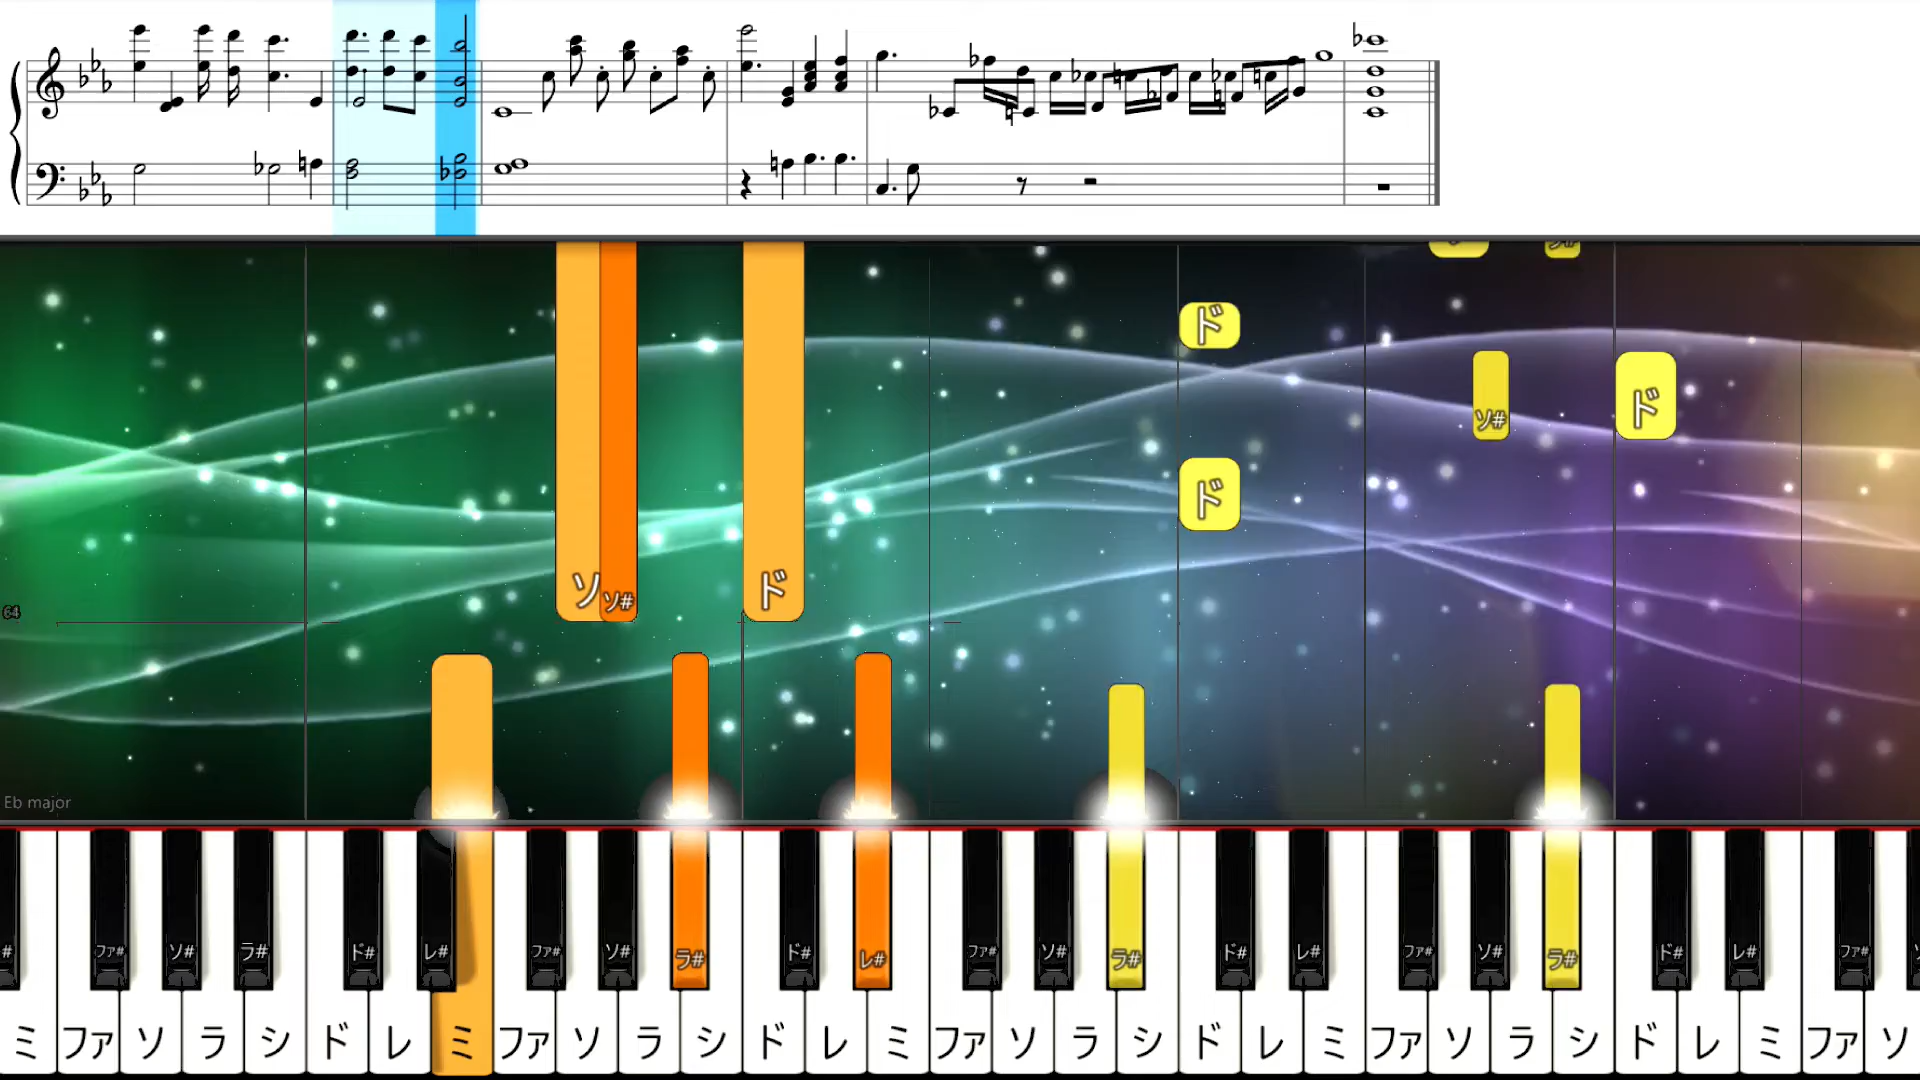 ド
ソ#
ド
ド
ソ ソ# ド
64
Eb major
# ファ# ソ# ラ# ド# レ# ファ# ソ# ラ# ド# レ# ファ# ソ# ラ# ド# レ# ファ# ソ# ラ# ド# レ# ファ#
ミ ファ ソ ラ シ ド レ ミ ファ ソ ラ シ ド レ ミ ファ ソ ラ シ ド レ ミ ファ ソ ラ シ ド レ ミ ファ ソ